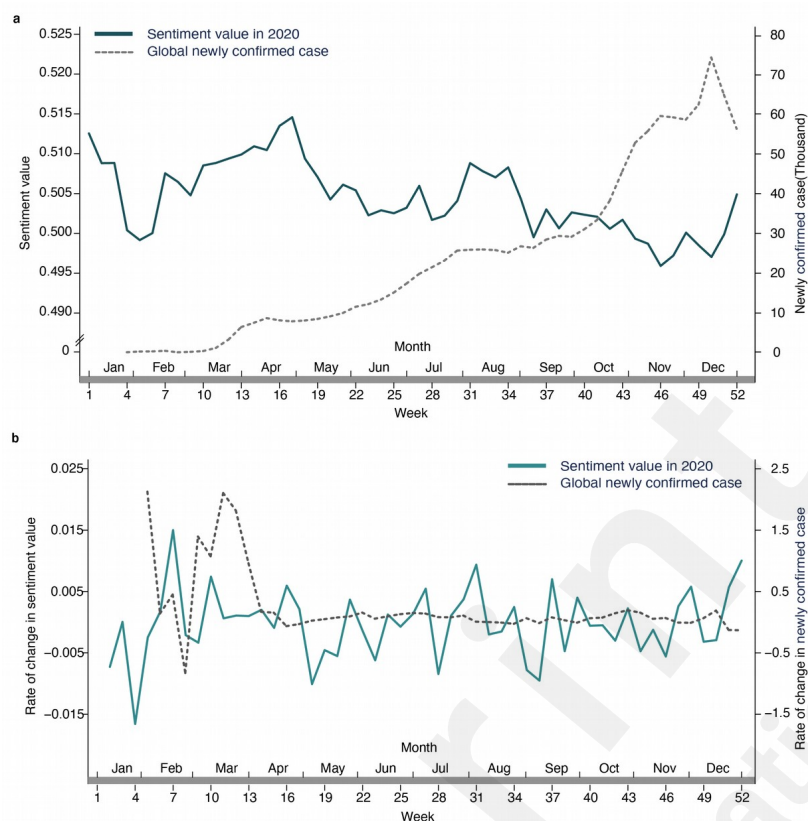 a
Sentiment value in 2020
Global newly confirmed case
0.525
0.520
0.515
0.510
0.505
0.500
0.495
0.490
0
Sentiment value
80
70
60
50
40
30
20
10
0
Newly confirmed case(Thousand)
Month
Jan Feb Mar Apr May Jun Jul Aug Sep Oct Nov Dec
1 4 7 10 13 16 19 22 25 28 31 34 37 40 43 46 49 52
Week
b
Sentiment value in 2020
Global newly confirmed case
0.025
0.015
0.005
−0.005
−0.015
Rate of change in sentiment value
2.5
1.5
0.5
−0.5
−1.5
Rate of change in newly confirmed case
Month
Jan Feb Mar Apr May Jun Jul Aug Sep Oct Nov Dec
1 4 7 10 13 16 19 22 25 28 31 34 37 40 43 46 49 52
Week